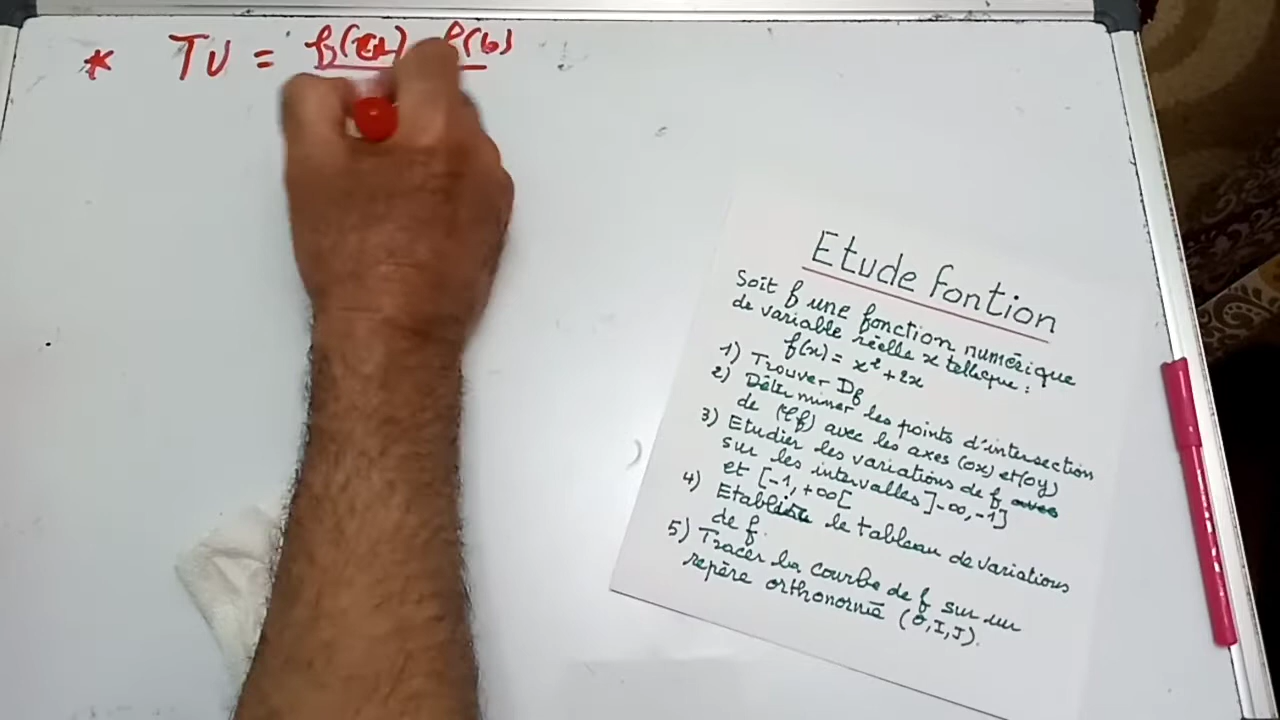 * TV = f(a) - f(b)
Etude fontion
Soit f une fonction numérique
de variable réelle x telleque :
f(x) = x² + 2x
1) Trouver Df
2) Déterminer les points d'intersection
de (Cf) avec les axes (ox) et (oy)
3) Etudier les variations de f
sur les intervalles ]-∞, -1]
et [-1, +∞[
4) Etablir le tableau de variations
de f.
5) Tracer la courbe de f sur un
repère orthonormé (O, I, J).